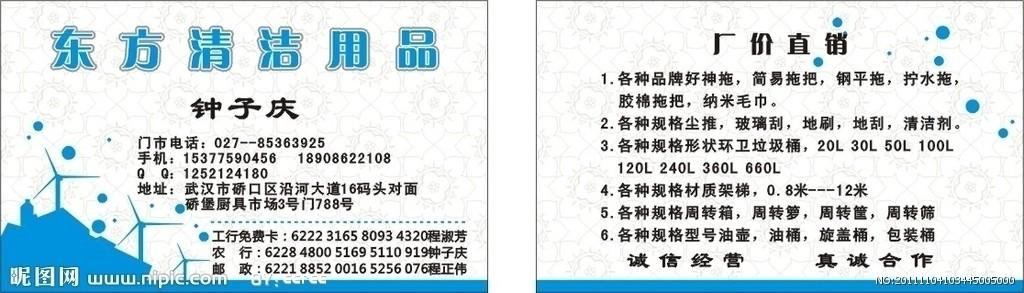 东方清洁用品
钟子庆
门市电话：027--85363925
手机：15377590456 18908622108
Q Q：1252124180
地址：武汉市硚口区沿河大道16码头对面
硚堡厨具市场3号门788号
工行免费卡：6222 3165 8093 4320程淑芳
农 行：6228 4800 5169 5110 919钟子庆
邮 政：6221 8852 0016 5256 076程正伟
昵图网 www.nipic.com
厂价直销
1.各种品牌好神拖，简易拖把，钢平拖，拧水拖，
胶棉拖把，纳米毛巾。
2.各种规格尘推，玻璃刮，地刷，地刮，清洁剂。
3.各种规格形状环卫垃圾桶，20L 30L 50L 100L
120L 240L 360L 660L
4.各种规格材质架梯，0.8米---12米
5.各种规格周转箱，周转箩，周转筐，周转筛
6.各种规格型号油壶，油桶，旋盖桶，包装桶
诚信经营 真诚合作
NO:20111104103445005000